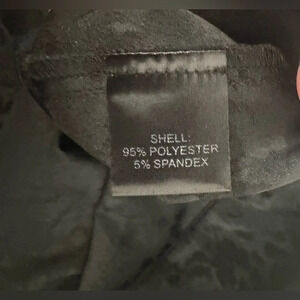 SHELL:
95% POLYESTER
5% SPANDEX